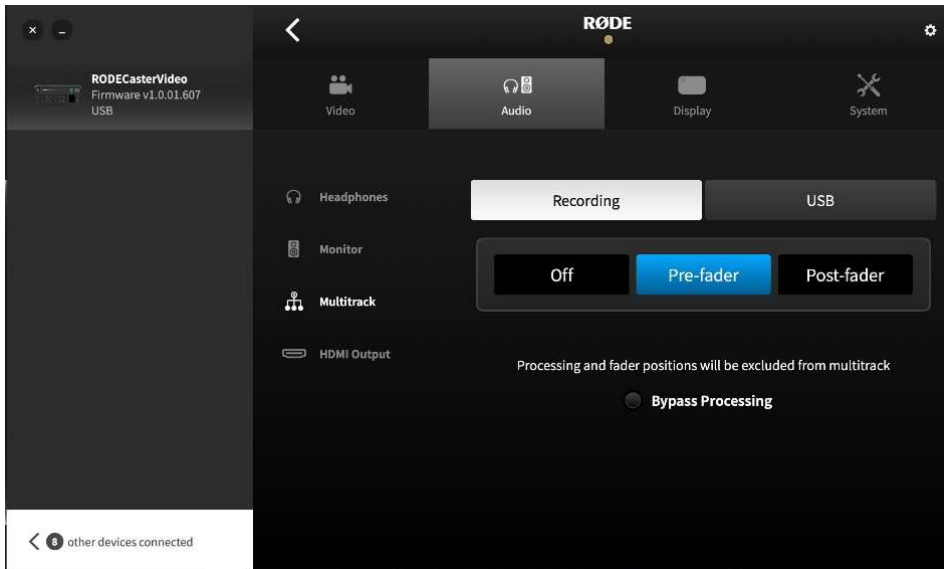 RØDE
RODECasterVideo
Firmware v1.0.01.607
USB
Video
Audio
Display
System
Headphones
Monitor
Multitrack
HDMI Output
Recording
USB
Off
Pre-fader
Post-fader
Processing and fader positions will be excluded from multitrack
Bypass Processing
8 other devices connected